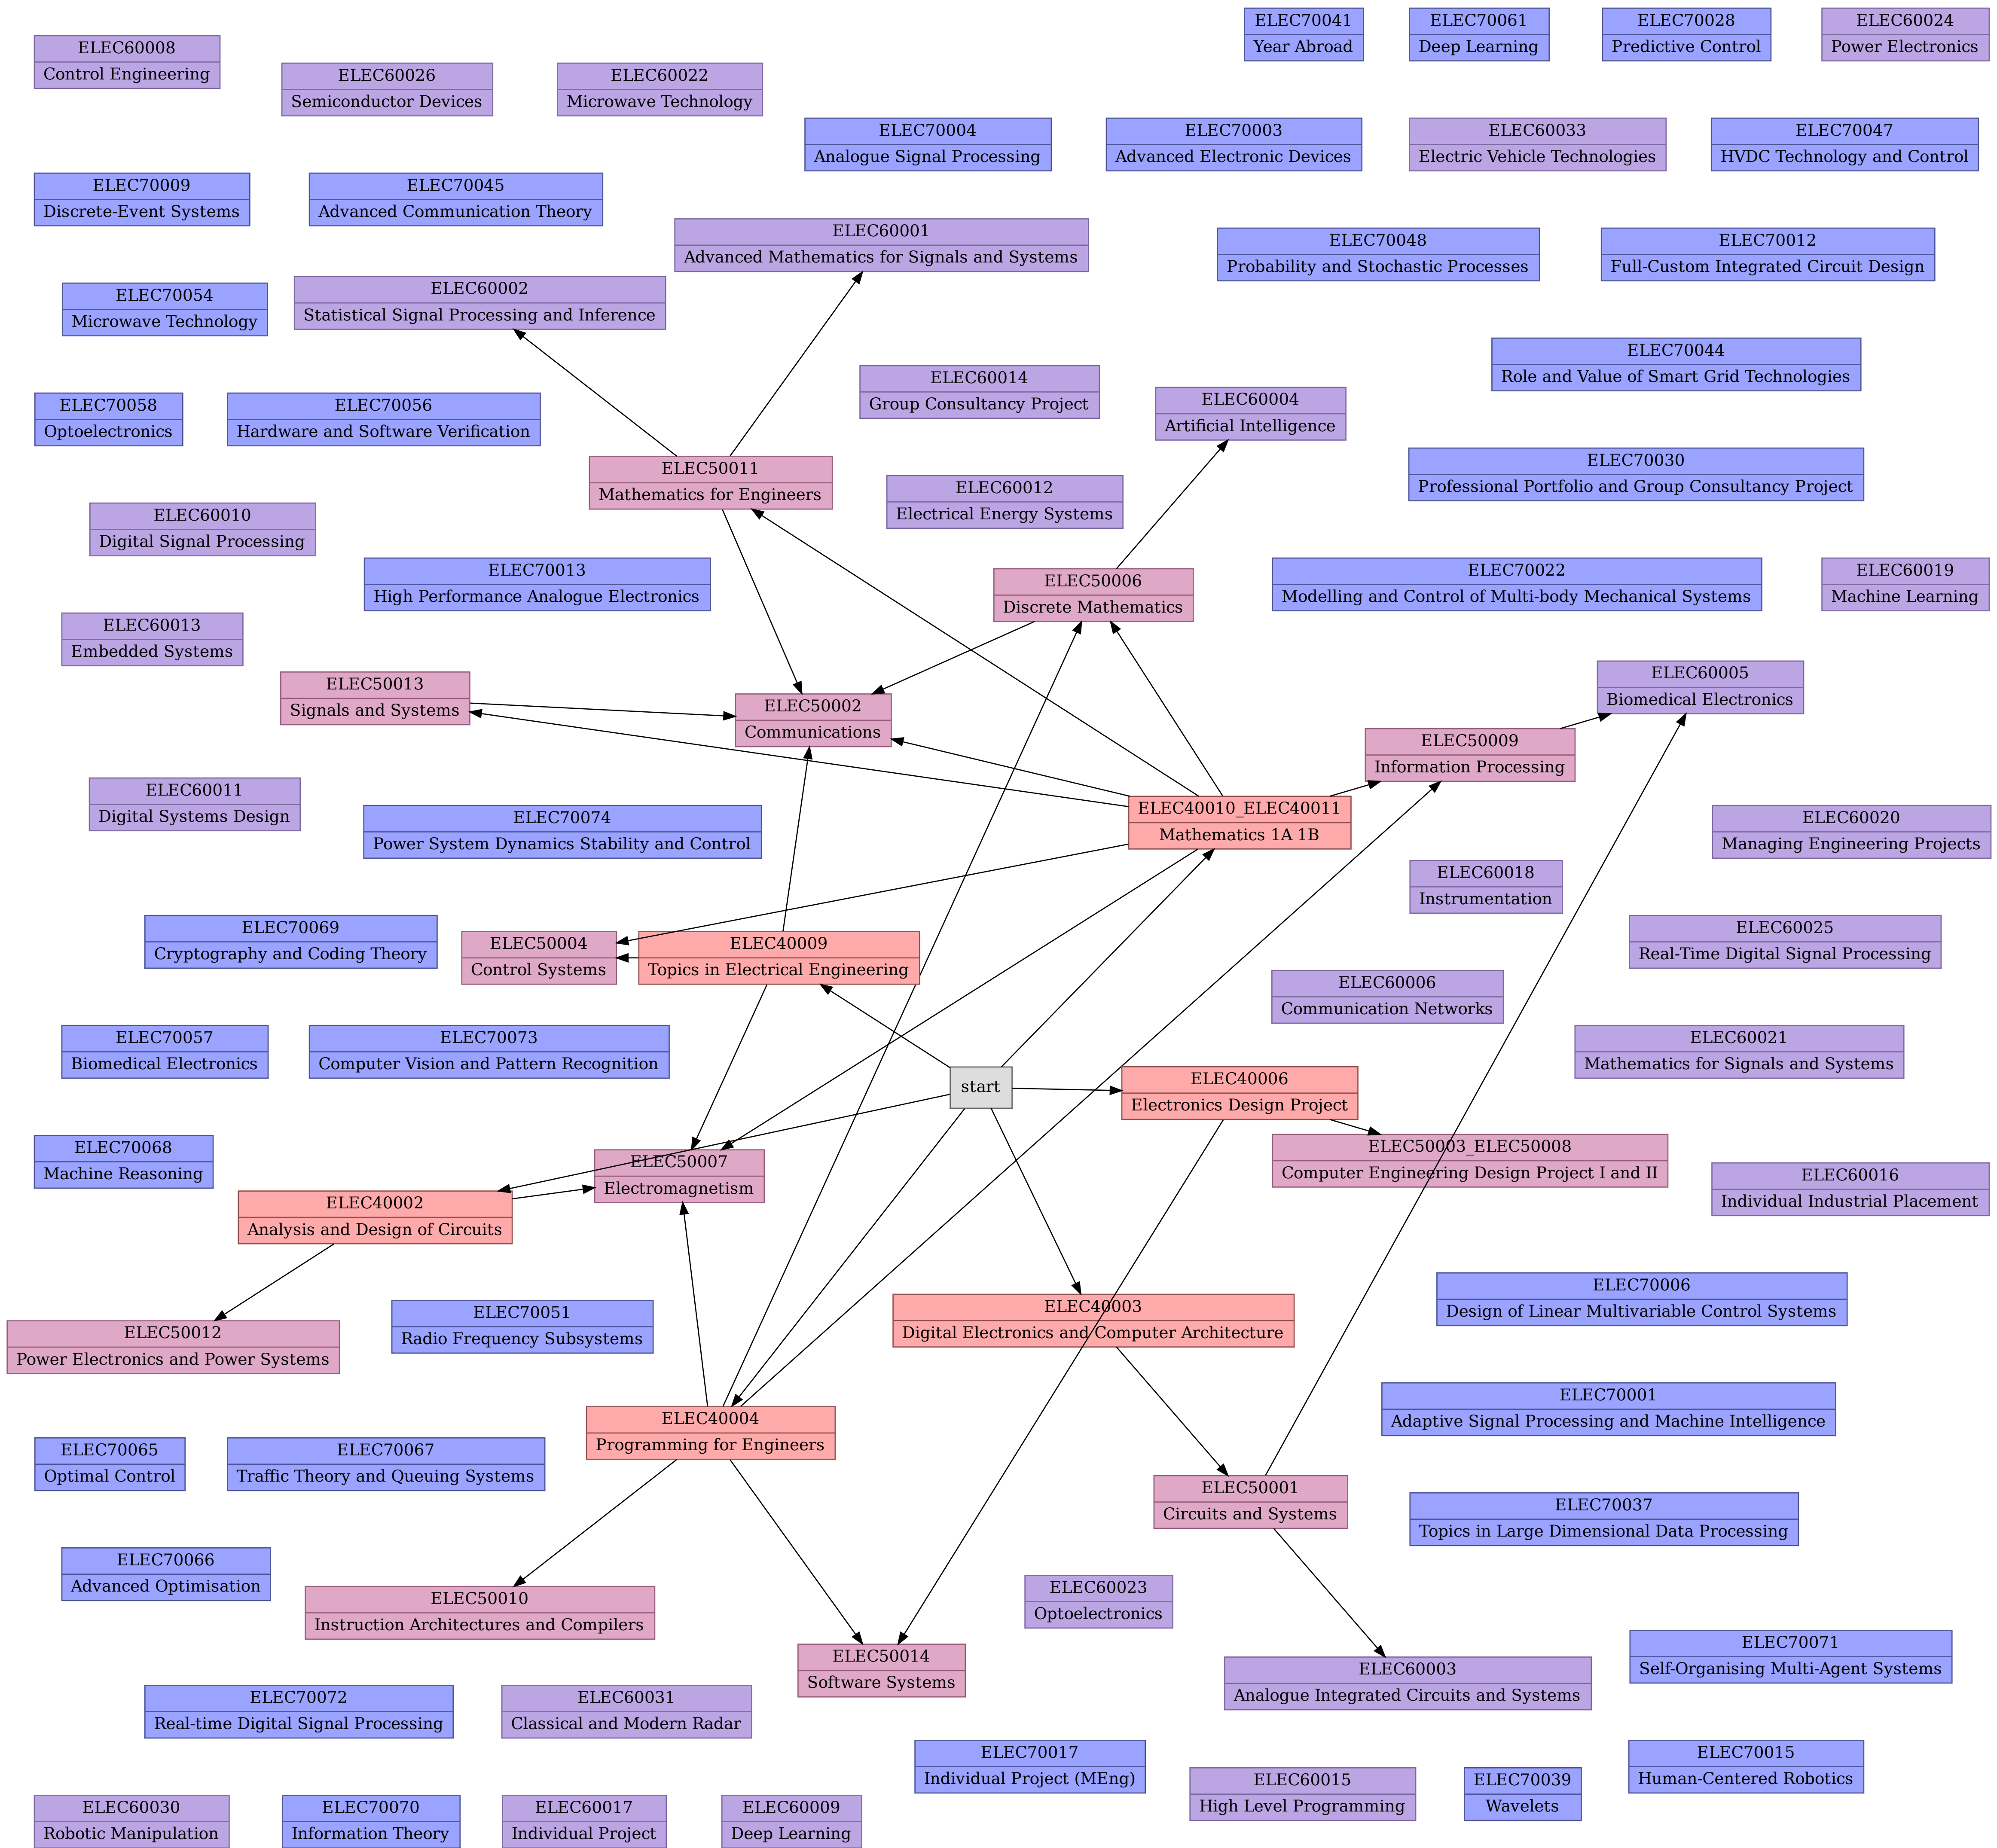 ELEC70041
Year Abroad
ELEC70061
Deep Learning
ELEC70028
Predictive Control
ELEC60024
Power Electronics
ELEC60008
Control Engineering
ELEC60026
Semiconductor Devices
ELEC60022
Microwave Technology
ELEC70004
Analogue Signal Processing
ELEC70003
Advanced Electronic Devices
ELEC60033
Electric Vehicle Technologies
ELEC70047
HVDC Technology and Control
ELEC70009
Discrete-Event Systems
ELEC70045
Advanced Communication Theory
ELEC60001
Advanced Mathematics for Signals and Systems
ELEC70048
Probability and Stochastic Processes
ELEC70012
Full-Custom Integrated Circuit Design
ELEC70054
Microwave Technology
ELEC60002
Statistical Signal Processing and Inference
ELEC70044
Role and Value of Smart Grid Technologies
ELEC60014
Group Consultancy Project
ELEC60004
Artificial Intelligence
ELEC70058
Optoelectronics
ELEC70056
Hardware and Software Verification
ELEC50011
Mathematics for Engineers
ELEC70030
Professional Portfolio and Group Consultancy Project
ELEC60012
Electrical Energy Systems
ELEC60010
Digital Signal Processing
ELEC70013
High Performance Analogue Electronics
ELEC50006
Discrete Mathematics
ELEC70022
Modelling and Control of Multi-body Mechanical Systems
ELEC60019
Machine Learning
ELEC60013
Embedded Systems
ELEC50013
Signals and Systems
ELEC50002
Communications
ELEC60005
Biomedical Electronics
ELEC50009
Information Processing
ELEC60011
Digital Systems Design
ELEC70074
Power System Dynamics Stability and Control
ELEC40010_ELEC40011
Mathematics 1A 1B
ELEC60020
Managing Engineering Projects
ELEC60018
Instrumentation
ELEC70069
Cryptography and Coding Theory
ELEC50004
Control Systems
ELEC40009
Topics in Electrical Engineering
ELEC60025
Real-Time Digital Signal Processing
ELEC60006
Communication Networks
ELEC70057
Biomedical Electronics
ELEC70073
Computer Vision and Pattern Recognition
ELEC60021
Mathematics for Signals and Systems
start
ELEC40006
Electronics Design Project
ELEC70068
Machine Reasoning
ELEC50007
Electromagnetism
ELEC50003_ELEC50008
Computer Engineering Design Project I and II
ELEC60016
Individual Industrial Placement
ELEC40002
Analysis and Design of Circuits
ELEC50012
Power Electronics and Power Systems
ELEC70051
Radio Frequency Subsystems
ELEC40003
Digital Electronics and Computer Architecture
ELEC70006
Design of Linear Multivariable Control Systems
ELEC40004
Programming for Engineers
ELEC70001
Adaptive Signal Processing and Machine Intelligence
ELEC70065
Optimal Control
ELEC70067
Traffic Theory and Queuing Systems
ELEC50001
Circuits and Systems
ELEC70037
Topics in Large Dimensional Data Processing
ELEC70066
Advanced Optimisation
ELEC50010
Instruction Architectures and Compilers
ELEC60023
Optoelectronics
ELEC50014
Software Systems
ELEC60003
Analogue Integrated Circuits and Systems
ELEC70071
Self-Organising Multi-Agent Systems
ELEC70072
Real-time Digital Signal Processing
ELEC60031
Classical and Modern Radar
ELEC70017
Individual Project (MEng)
ELEC60015
High Level Programming
ELEC70039
Wavelets
ELEC70015
Human-Centered Robotics
ELEC60030
Robotic Manipulation
ELEC70070
Information Theory
ELEC60017
Individual Project
ELEC60009
Deep Learning